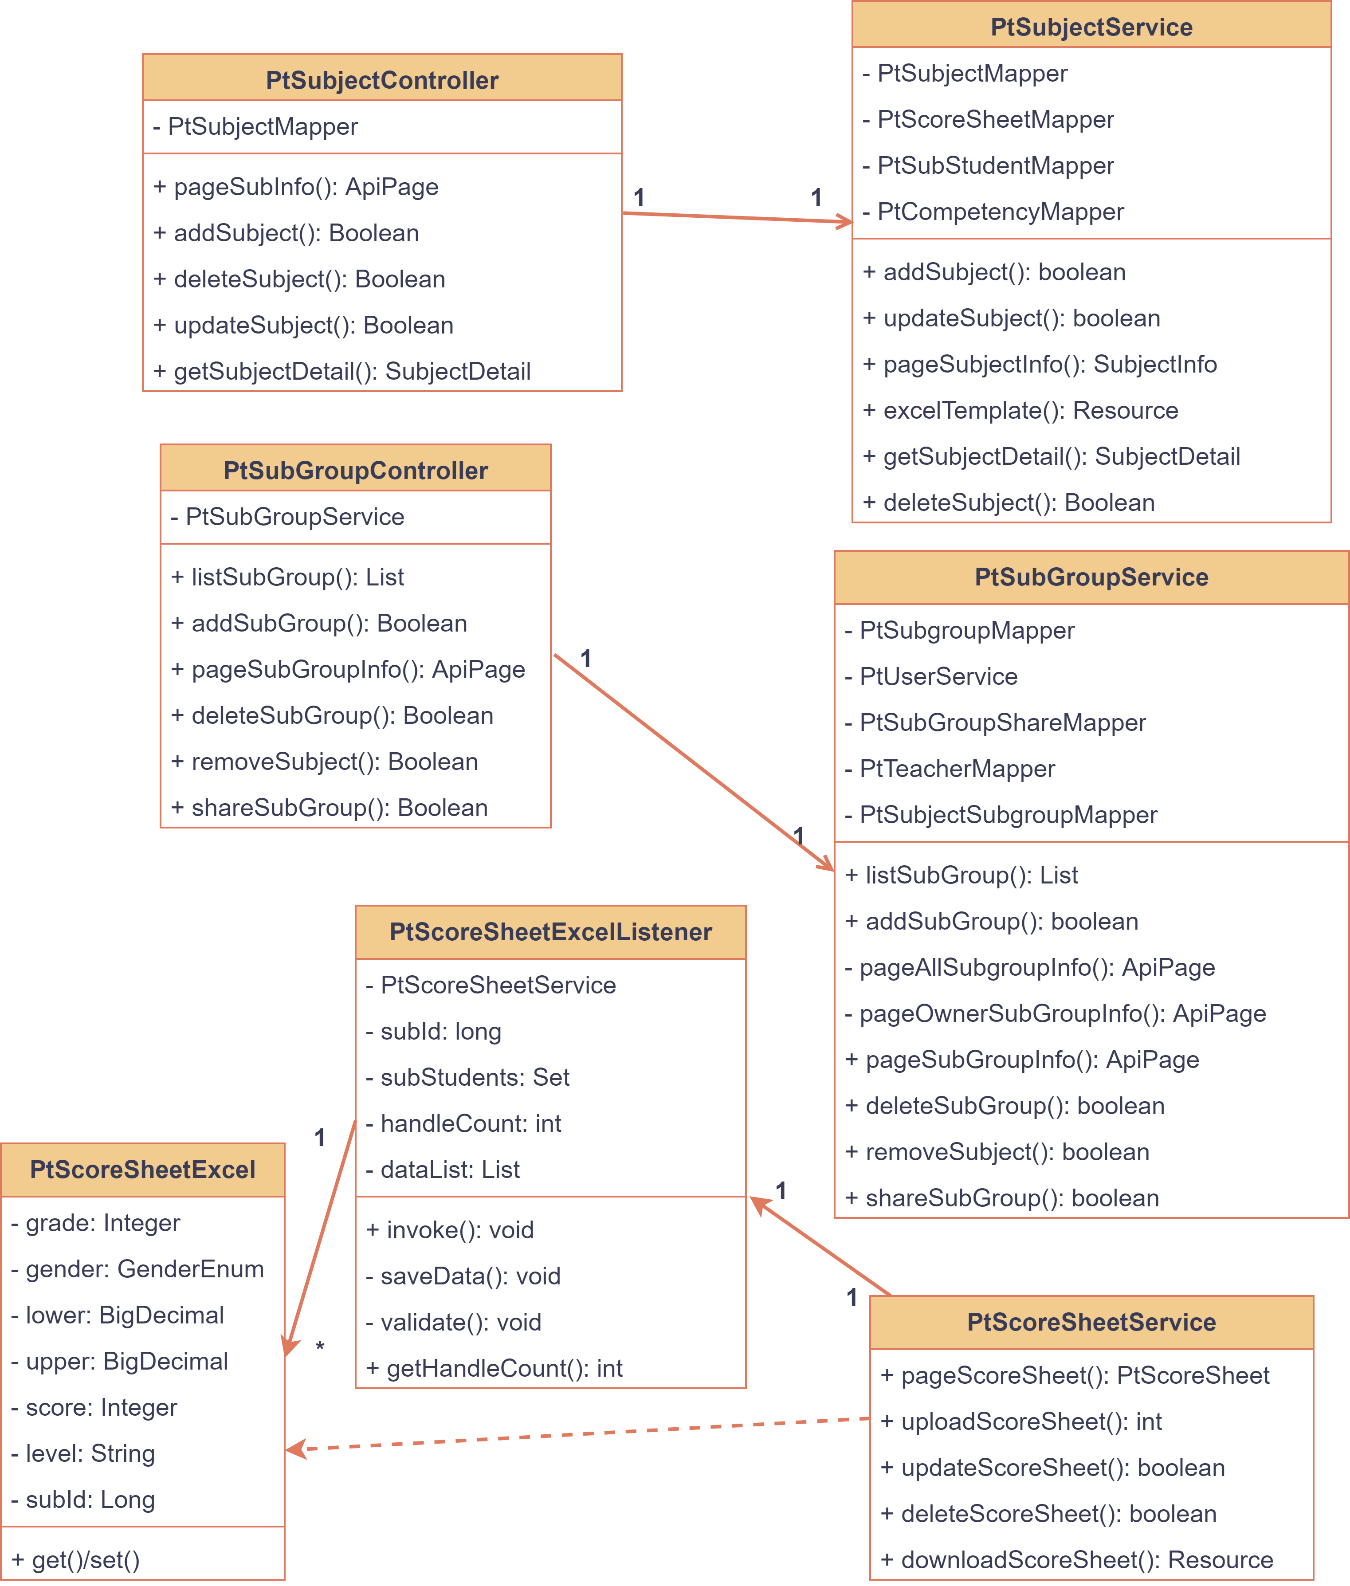 PtSubjectController
- PtSubjectMapper
+ pageSubInfo(): ApiPage
+ addSubject(): Boolean
+ deleteSubject(): Boolean
+ updateSubject(): Boolean
+ getSubjectDetail(): SubjectDetail
1
1
PtSubjectService
- PtSubjectMapper
- PtScoreSheetMapper
- PtSubStudentMapper
- PtCompetencyMapper
+ addSubject(): boolean
+ updateSubject(): boolean
+ pageSubjectInfo(): SubjectInfo
+ excelTemplate(): Resource
+ getSubjectDetail(): SubjectDetail
+ deleteSubject(): Boolean
PtSubGroupController
- PtSubGroupService
+ listSubGroup(): List
+ addSubGroup(): Boolean
+ pageSubGroupInfo(): ApiPage
+ deleteSubGroup(): Boolean
+ removeSubject(): Boolean
+ shareSubGroup(): Boolean
1
1
PtSubGroupService
- PtSubgroupMapper
- PtUserService
- PtSubGroupShareMapper
- PtTeacherMapper
- PtSubjectSubgroupMapper
+ listSubGroup(): List
+ addSubGroup(): boolean
- pageAllSubgroupInfo(): ApiPage
- pageOwnerSubGroupInfo(): ApiPage
+ pageSubGroupInfo(): ApiPage
+ deleteSubGroup(): boolean
+ removeSubject(): boolean
+ shareSubGroup(): boolean
PtScoreSheetExcelListener
- PtScoreSheetService
- subId: long
- subStudents: Set
- handleCount: int
- dataList: List
+ invoke(): void
- saveData(): void
- validate(): void
+ getHandleCount(): int
1
*
1
1
PtScoreSheetExcel
- grade: Integer
- gender: GenderEnum
- lower: BigDecimal
- upper: BigDecimal
- score: Integer
- level: String
- subId: Long
+ get()/set()
PtScoreSheetService
+ pageScoreSheet(): PtScoreSheet
+ uploadScoreSheet(): int
+ updateScoreSheet(): boolean
+ deleteScoreSheet(): boolean
+ downloadScoreSheet(): Resource